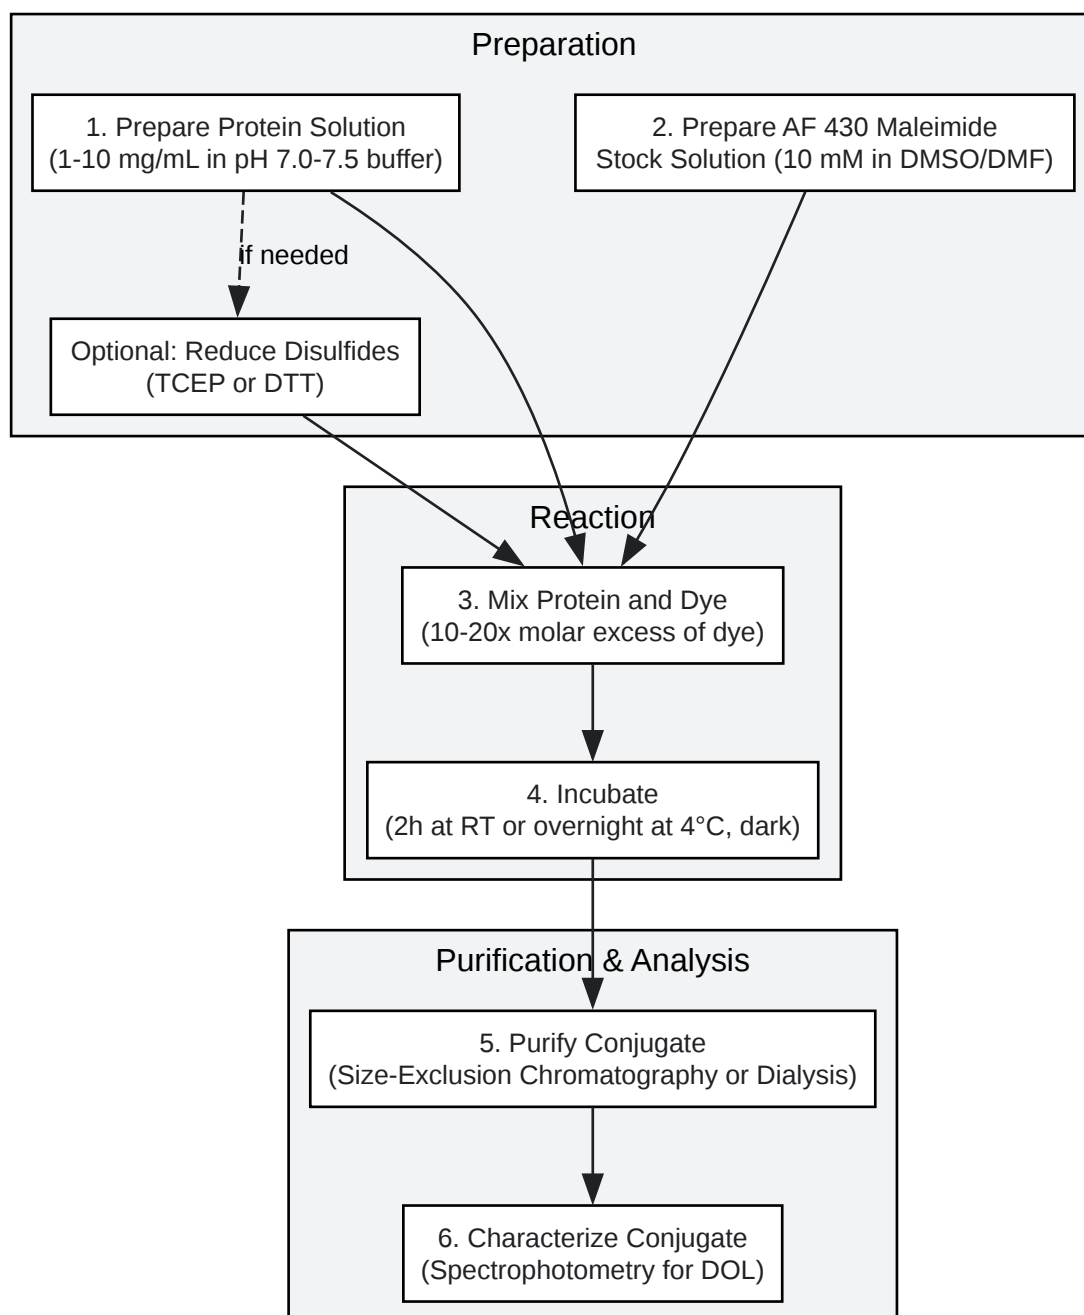 Preparation
1. Prepare Protein Solution
(1-10 mg/mL in pH 7.0-7.5 buffer)
2. Prepare AF 430 Maleimide
Stock Solution (10 mM in DMSO/DMF)
if needed
Optional: Reduce Disulfides
(TCEP or DTT)
Reaction
3. Mix Protein and Dye
(10-20x molar excess of dye)
4. Incubate
(2h at RT or overnight at 4°C, dark)
Purification & Analysis
5. Purify Conjugate
(Size-Exclusion Chromatography or Dialysis)
6. Characterize Conjugate
(Spectrophotometry for DOL)